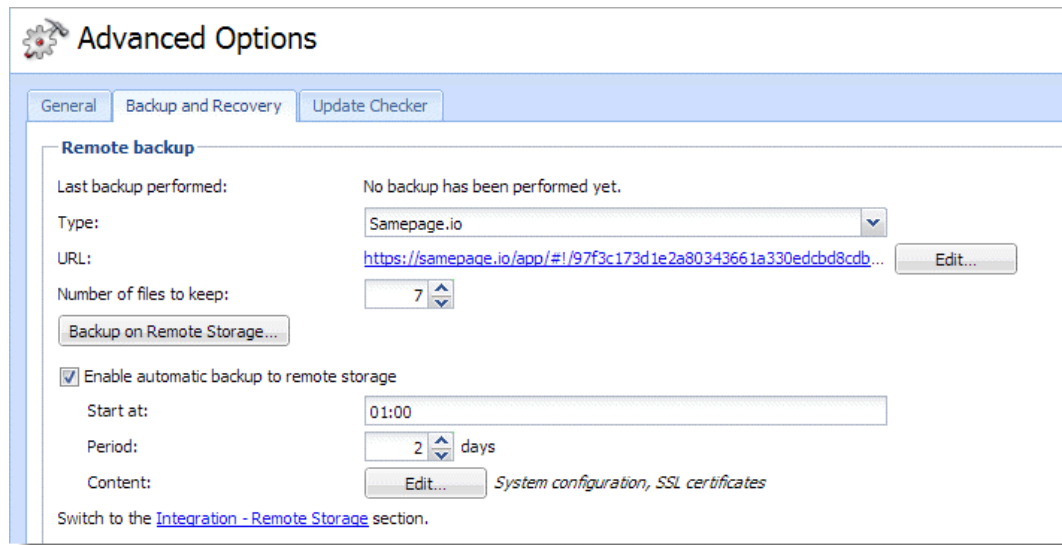 Advanced Options
General Backup and Recovery Update Checker
Remote backup
Last backup performed: No backup has been performed yet.
Type: Samepage.io
URL: https://samepage.io/app/#!/97f3c173d1e2a80343661a330edcbd8cdb... Edit...
Number of files to keep: 7
Backup on Remote Storage...
Enable automatic backup to remote storage
Start at: 01:00
Period: 2 days
Content: Edit... System configuration, SSL certificates
Switch to the Integration - Remote Storage section.